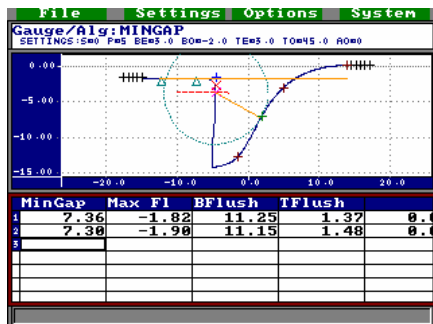 File Settings Options System
Gauge/Alg:MINGAP
SETTINGS:S=0 P=5 BE=3.0 BO=-2.0 TE=3.0 TO=45.0 AO=0
0.00
-5.00
-10.00
-15.00
-20.0 -10.0 0.0 10.0 20.0
MinGap Max Fl BFlush TFlush
1 7.36 -1.82 11.25 1.37 0.0
2 7.30 -1.90 11.15 1.48 0.0
3